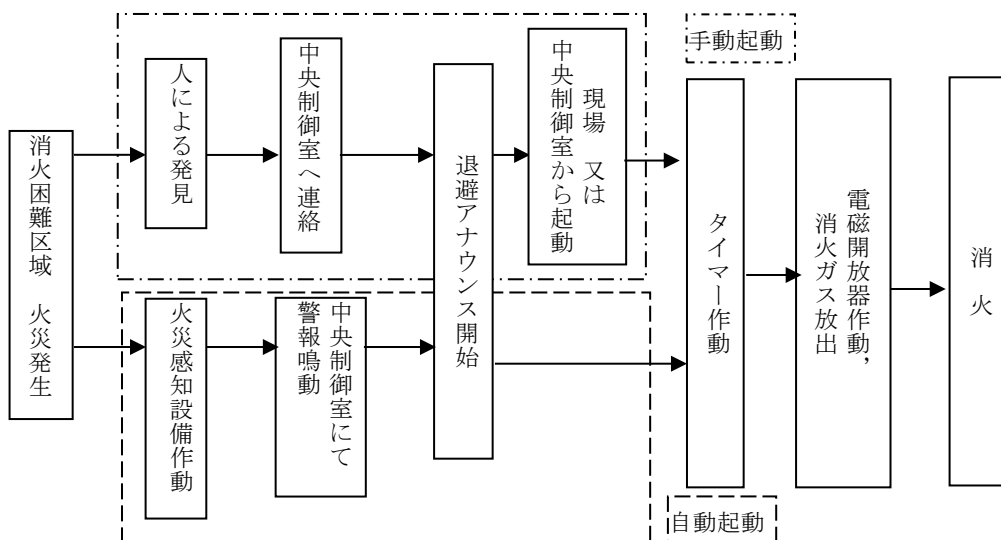 手動起動
消火困難区域　火災発生
人による発見
中央制御室へ連絡
退避アナウンス開始
現場　又は
中央制御室から起動
火災感知設備作動
中央制御室にて
警報鳴動
タイマー作動
電磁開放器作動，
消火ガス放出
消　火
自動起動